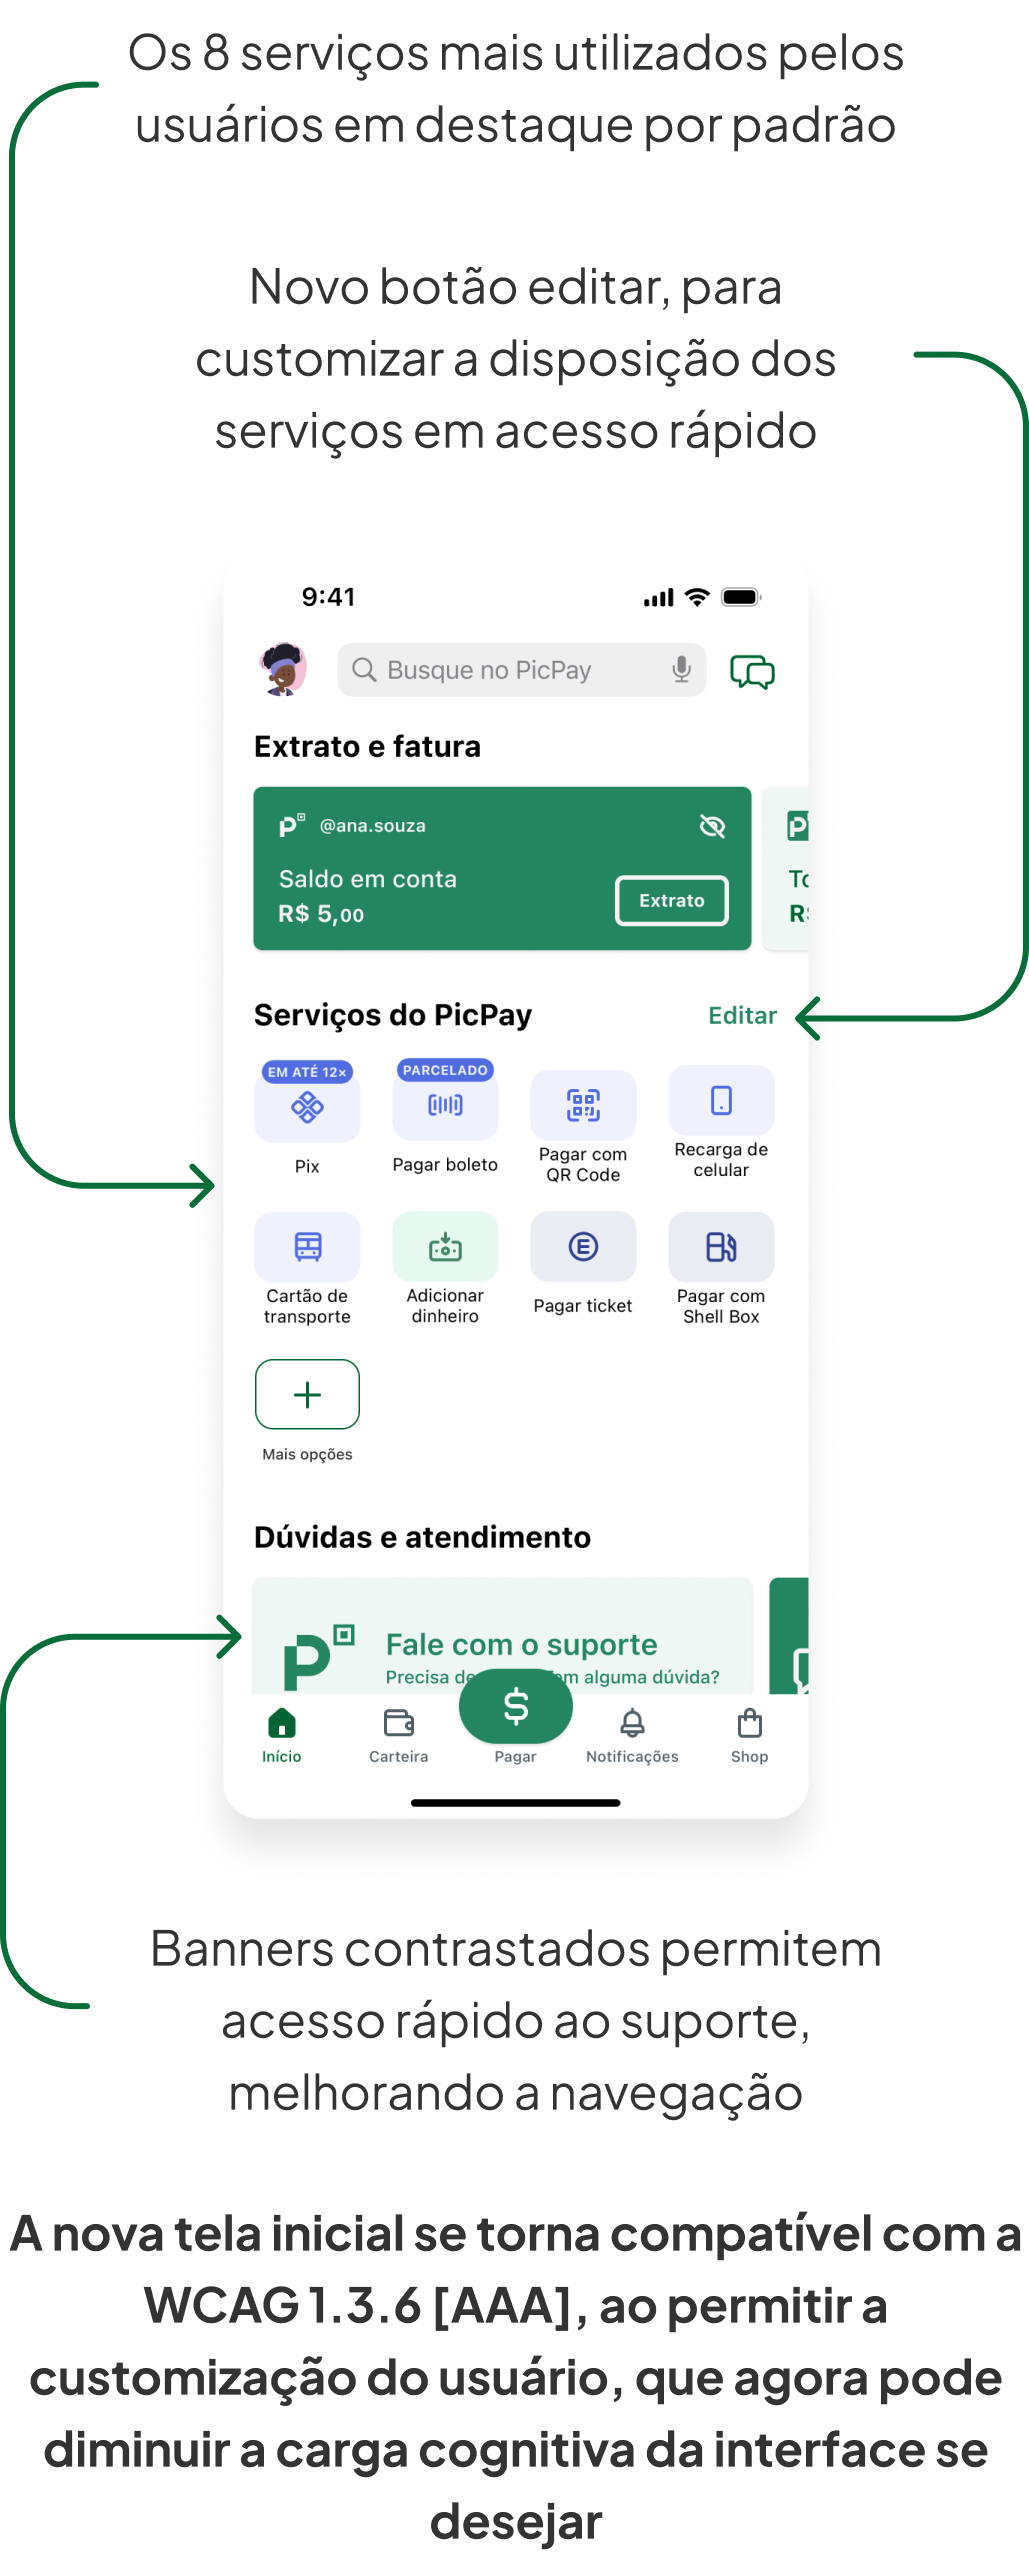 Os 8 serviços mais utilizados pelos
usuários em destaque por padrão
Novo botão editar, para
customizar a disposição dos
serviços em acesso rápido
9:41
Busque no PicPay
Extrato e fatura
@ana.souza
Saldo em conta
R$ 5,00
Extrato
Serviços do PicPay
Editar
EM ATÉ 12x
PARCELADO
Pix
Pagar boleto
Pagar com
QR Code
Recarga de
celular
Cartão de
transporte
Adicionar
dinheiro
Pagar ticket
Pagar com
Shell Box
Mais opções
Dúvidas e atendimento
Fale com o suporte
Precisa de alguma dúvida?
Início
Carteira
Pagar
Notificações
Shop
Banners contrastados permitem
acesso rápido ao suporte,
melhorando a navegação
A nova tela inicial se torna compatível com a
WCAG 1.3.6 [AAA], ao permitir a
customização do usuário, que agora pode
diminuir a carga cognitiva da interface se
desejar